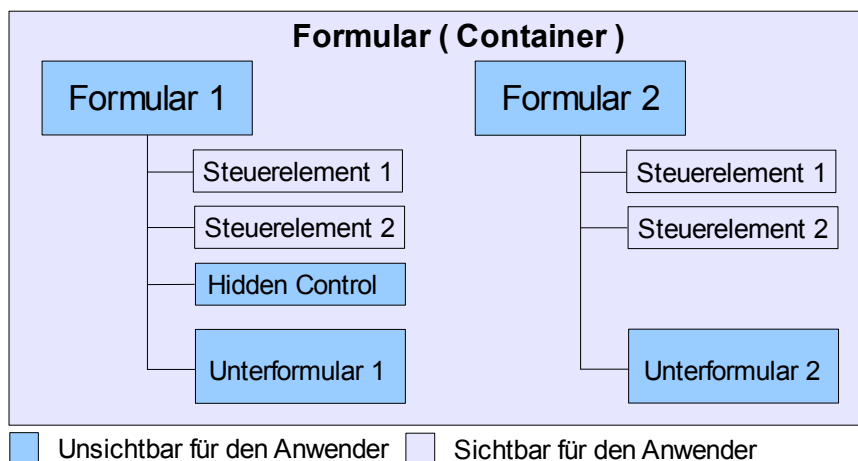 Formular ( Container )
Formular 1
Formular 2
Steuerelement 1
Steuerelement 1
Steuerelement 2
Steuerelement 2
Hidden Control
Unterformular 1
Unterformular 2
Unsichtbar für den Anwender
Sichtbar für den Anwender